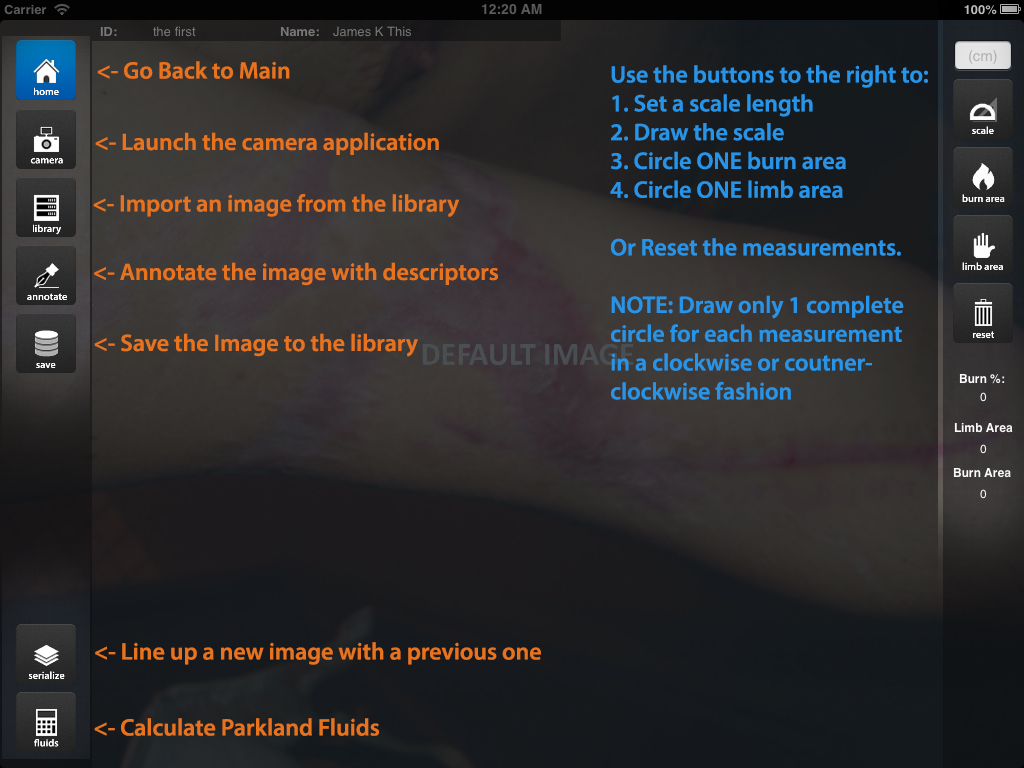 Carrier 12:20 AM 100%
ID: the first Name: James K This
home
<- Go Back to Main
camera
<- Launch the camera application
library
<- Import an image from the library
annotate
<- Annotate the image with descriptors
save
<- Save the Image to the library
DEFAULT IMAGE
serialize
<- Line up a new image with a previous one
fluids
<- Calculate Parkland Fluids
Use the buttons to the right to:
1. Set a scale length
2. Draw the scale
3. Circle ONE burn area
4. Circle ONE limb area
Or Reset the measurements.
NOTE: Draw only 1 complete
circle for each measurement
in a clockwise or coutner-
clockwise fashion
(cm)
scale
burn area
limb area
reset
Burn %:
0
Limb Area
0
Burn Area
0